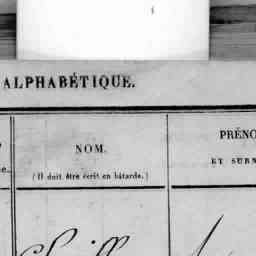 ALPHABÉTIQUE.
NOM.
(Il doit être écrit en bâtarde.)
PRÉNO
ET SURN